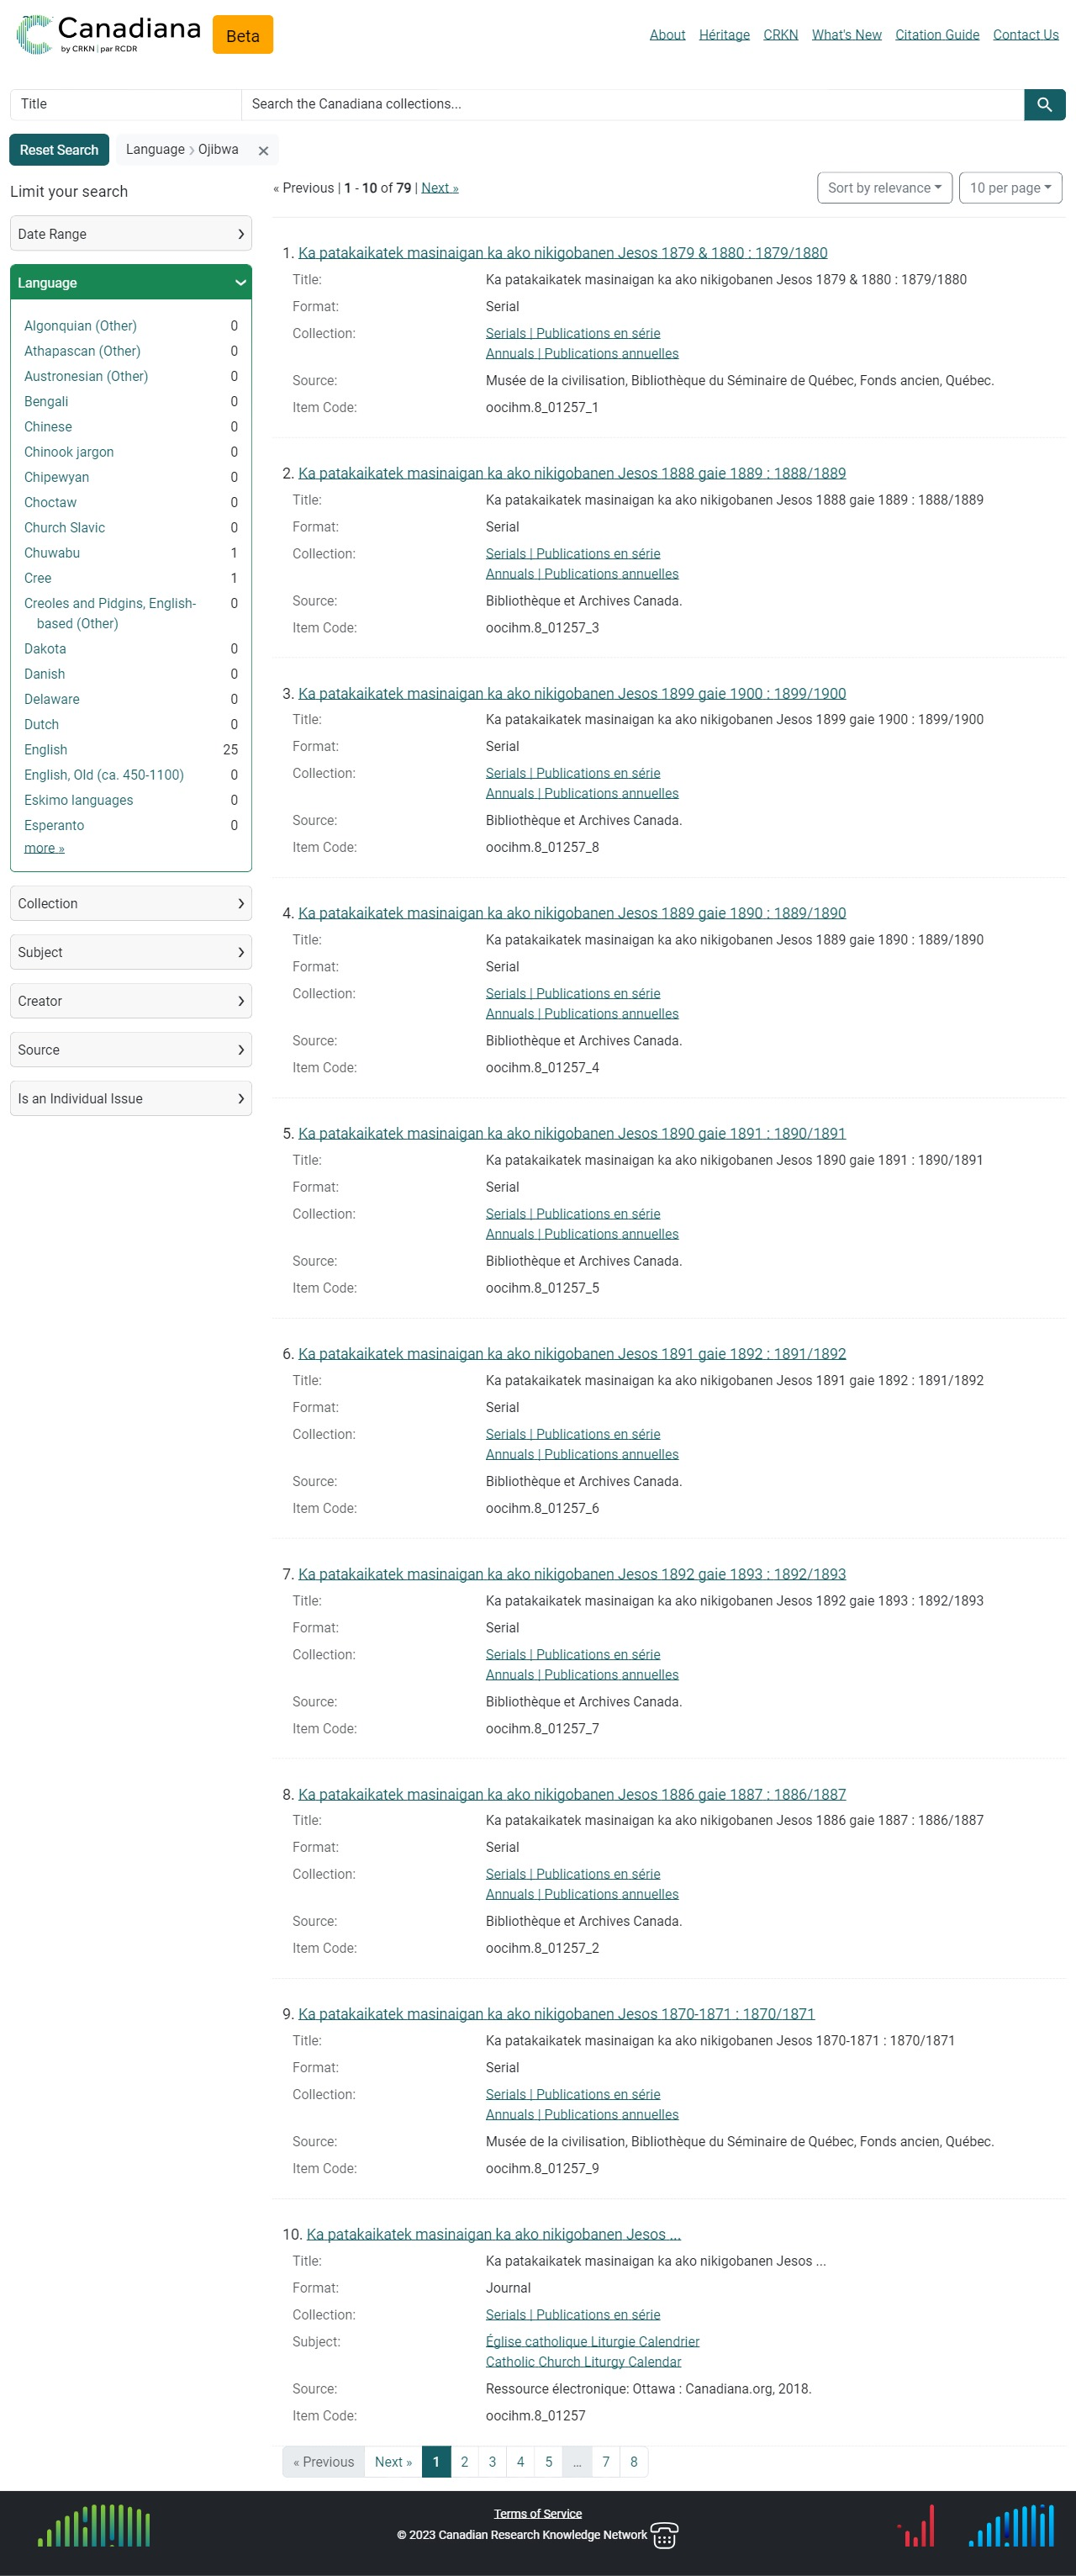 Canadiana
by CRKN | par RCDR
Beta
About Héritage CRKN What's New Citation Guide Contact Us
Title Search the Canadiana collections...
Reset Search Language › Ojibwa ✕
Limit your search
Date Range
Language
Algonquian (Other) 0
Athapascan (Other) 0
Austronesian (Other) 0
Bengali 0
Chinese 0
Chinook jargon 0
Chipewyan 0
Choctaw 0
Church Slavic 0
Chuwabu 1
Cree 1
Creoles and Pidgins, English- 0
based (Other)
Dakota 0
Danish 0
Delaware 0
Dutch 0
English 25
English, Old (ca. 450-1100) 0
Eskimo languages 0
Esperanto 0
more »
Collection
Subject
Creator
Source
Is an Individual Issue
« Previous | 1 - 10 of 79 | Next »
Sort by relevance 10 per page
1. Ka patakaikatek masinaigan ka ako nikigobanen Jesos 1879 & 1880 : 1879/1880
Title: Ka patakaikatek masinaigan ka ako nikigobanen Jesos 1879 & 1880 : 1879/1880
Format: Serial
Collection: Serials | Publications en série
Annuals | Publications annuelles
Source: Musée de la civilisation, Bibliothèque du Séminaire de Québec, Fonds ancien, Québec.
Item Code: oocihm.8_01257_1
2. Ka patakaikatek masinaigan ka ako nikigobanen Jesos 1888 gaie 1889 : 1888/1889
Title: Ka patakaikatek masinaigan ka ako nikigobanen Jesos 1888 gaie 1889 : 1888/1889
Format: Serial
Collection: Serials | Publications en série
Annuals | Publications annuelles
Source: Bibliothèque et Archives Canada.
Item Code: oocihm.8_01257_3
3. Ka patakaikatek masinaigan ka ako nikigobanen Jesos 1899 gaie 1900 : 1899/1900
Title: Ka patakaikatek masinaigan ka ako nikigobanen Jesos 1899 gaie 1900 : 1899/1900
Format: Serial
Collection: Serials | Publications en série
Annuals | Publications annuelles
Source: Bibliothèque et Archives Canada.
Item Code: oocihm.8_01257_8
4. Ka patakaikatek masinaigan ka ako nikigobanen Jesos 1889 gaie 1890 : 1889/1890
Title: Ka patakaikatek masinaigan ka ako nikigobanen Jesos 1889 gaie 1890 : 1889/1890
Format: Serial
Collection: Serials | Publications en série
Annuals | Publications annuelles
Source: Bibliothèque et Archives Canada.
Item Code: oocihm.8_01257_4
5. Ka patakaikatek masinaigan ka ako nikigobanen Jesos 1890 gaie 1891 : 1890/1891
Title: Ka patakaikatek masinaigan ka ako nikigobanen Jesos 1890 gaie 1891 : 1890/1891
Format: Serial
Collection: Serials | Publications en série
Annuals | Publications annuelles
Source: Bibliothèque et Archives Canada.
Item Code: oocihm.8_01257_5
6. Ka patakaikatek masinaigan ka ako nikigobanen Jesos 1891 gaie 1892 : 1891/1892
Title: Ka patakaikatek masinaigan ka ako nikigobanen Jesos 1891 gaie 1892 : 1891/1892
Format: Serial
Collection: Serials | Publications en série
Annuals | Publications annuelles
Source: Bibliothèque et Archives Canada.
Item Code: oocihm.8_01257_6
7. Ka patakaikatek masinaigan ka ako nikigobanen Jesos 1892 gaie 1893 : 1892/1893
Title: Ka patakaikatek masinaigan ka ako nikigobanen Jesos 1892 gaie 1893 : 1892/1893
Format: Serial
Collection: Serials | Publications en série
Annuals | Publications annuelles
Source: Bibliothèque et Archives Canada.
Item Code: oocihm.8_01257_7
8. Ka patakaikatek masinaigan ka ako nikigobanen Jesos 1886 gaie 1887 : 1886/1887
Title: Ka patakaikatek masinaigan ka ako nikigobanen Jesos 1886 gaie 1887 : 1886/1887
Format: Serial
Collection: Serials | Publications en série
Annuals | Publications annuelles
Source: Bibliothèque et Archives Canada.
Item Code: oocihm.8_01257_2
9. Ka patakaikatek masinaigan ka ako nikigobanen Jesos 1870-1871 : 1870/1871
Title: Ka patakaikatek masinaigan ka ako nikigobanen Jesos 1870-1871 : 1870/1871
Format: Serial
Collection: Serials | Publications en série
Annuals | Publications annuelles
Source: Musée de la civilisation, Bibliothèque du Séminaire de Québec, Fonds ancien, Québec.
Item Code: oocihm.8_01257_9
10. Ka patakaikatek masinaigan ka ako nikigobanen Jesos ...
Title: Ka patakaikatek masinaigan ka ako nikigobanen Jesos ...
Format: Journal
Collection: Serials | Publications en série
Subject: Église catholique Liturgie Calendrier
Catholic Church Liturgy Calendar
Source: Ressource électronique: Ottawa : Canadiana.org, 2018.
Item Code: oocihm.8_01257
« Previous Next » 1 2 3 4 5 ... 7 8
Terms of Service
© 2023 Canadian Research Knowledge Network